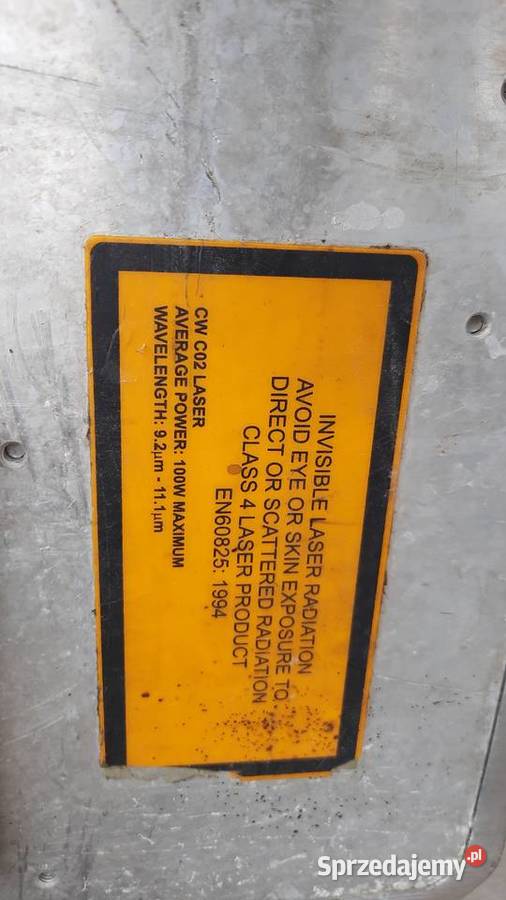 INVISIBLE LASER RADIATION
AVOID EYE OR SKIN EXPOSURE TO
DIRECT OR SCATTERED RADIATION
CLASS 4 LASER PRODUCT
EN60825: 1994
CW C02 LASER
AVERAGE POWER: 100W MAXIMUM
WAVELENGTH: 9.2µm - 11.1µm
Sprzedajemy.pl